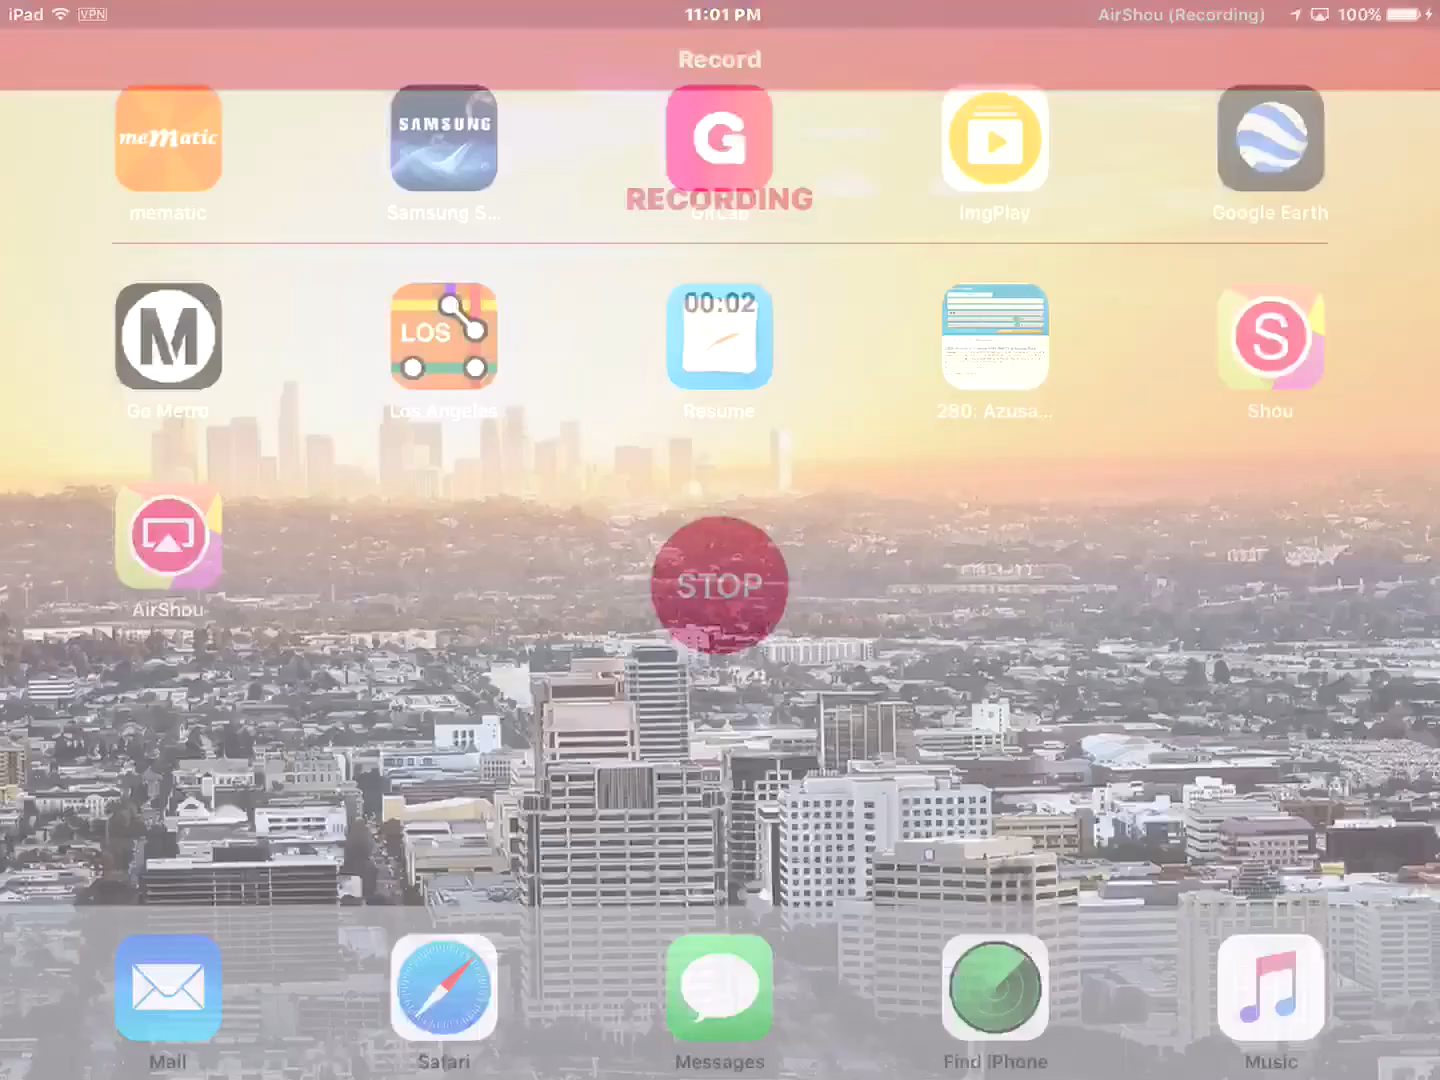 iPad VPN 11:01 PM AirShou (Recording) 100%
Record
meMatic SAMSUNG G
mematic Samsung S... GifLab ImgPlay Google Earth
RECORDING
M LOS 00:02 S
Go Metro Los Angeles Resume 280; Azusa... Shou
STOP
AirShou
Mail Safari Messages Find iPhone Music